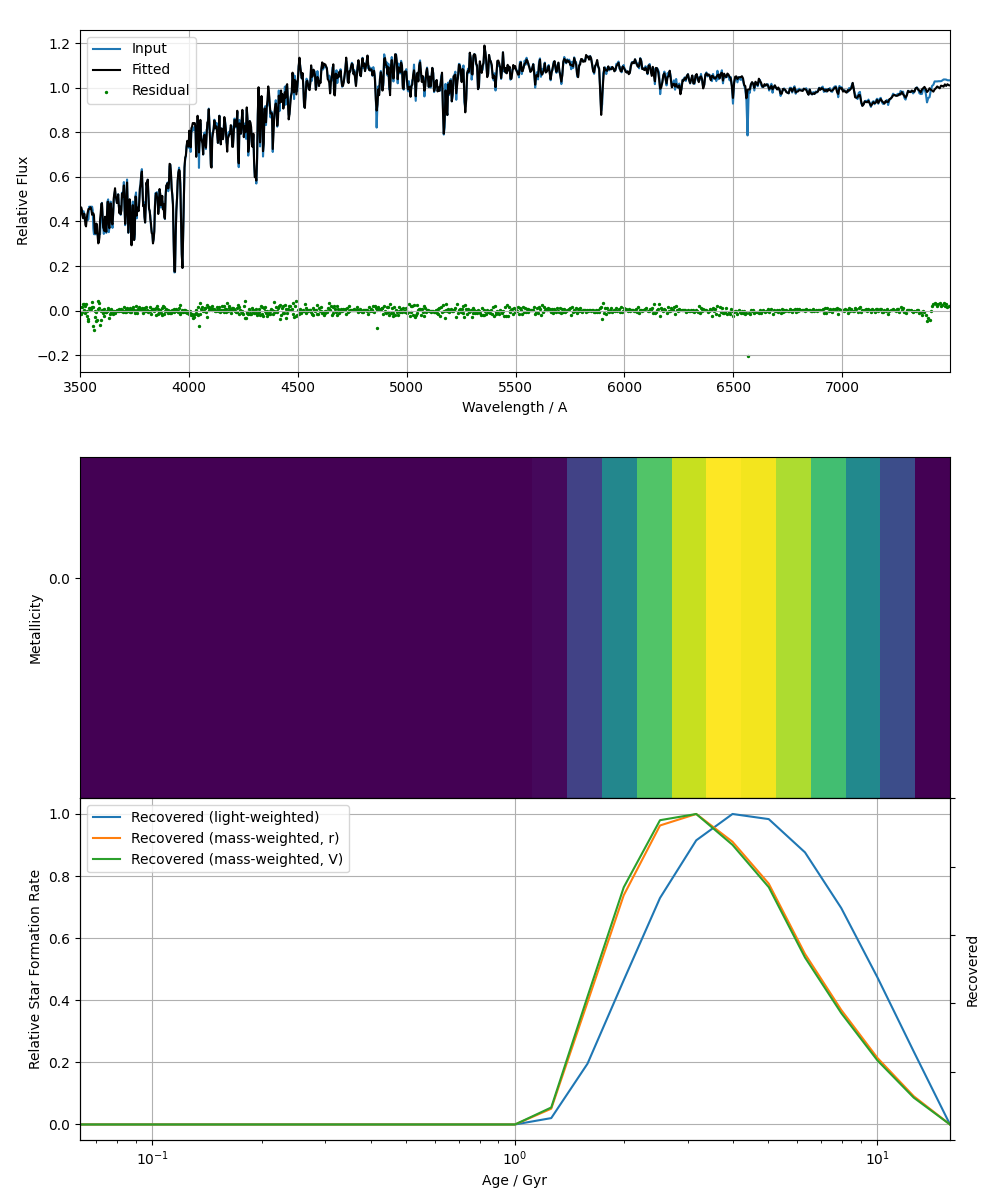 1.2
1.0
0.8
0.6
0.4
0.2
0.0
−0.2
Relative Flux
Input
Fitted
Residual
3500
4000
4500
5000
5500
6000
6500
7000
Wavelength / A
0.0
Metallicity
1.0
0.8
0.6
0.4
0.2
0.0
Relative Star Formation Rate
Recovered (light-weighted)
Recovered (mass-weighted, r)
Recovered (mass-weighted, V)
Recovered
10⁻¹
10⁰
10¹
Age / Gyr